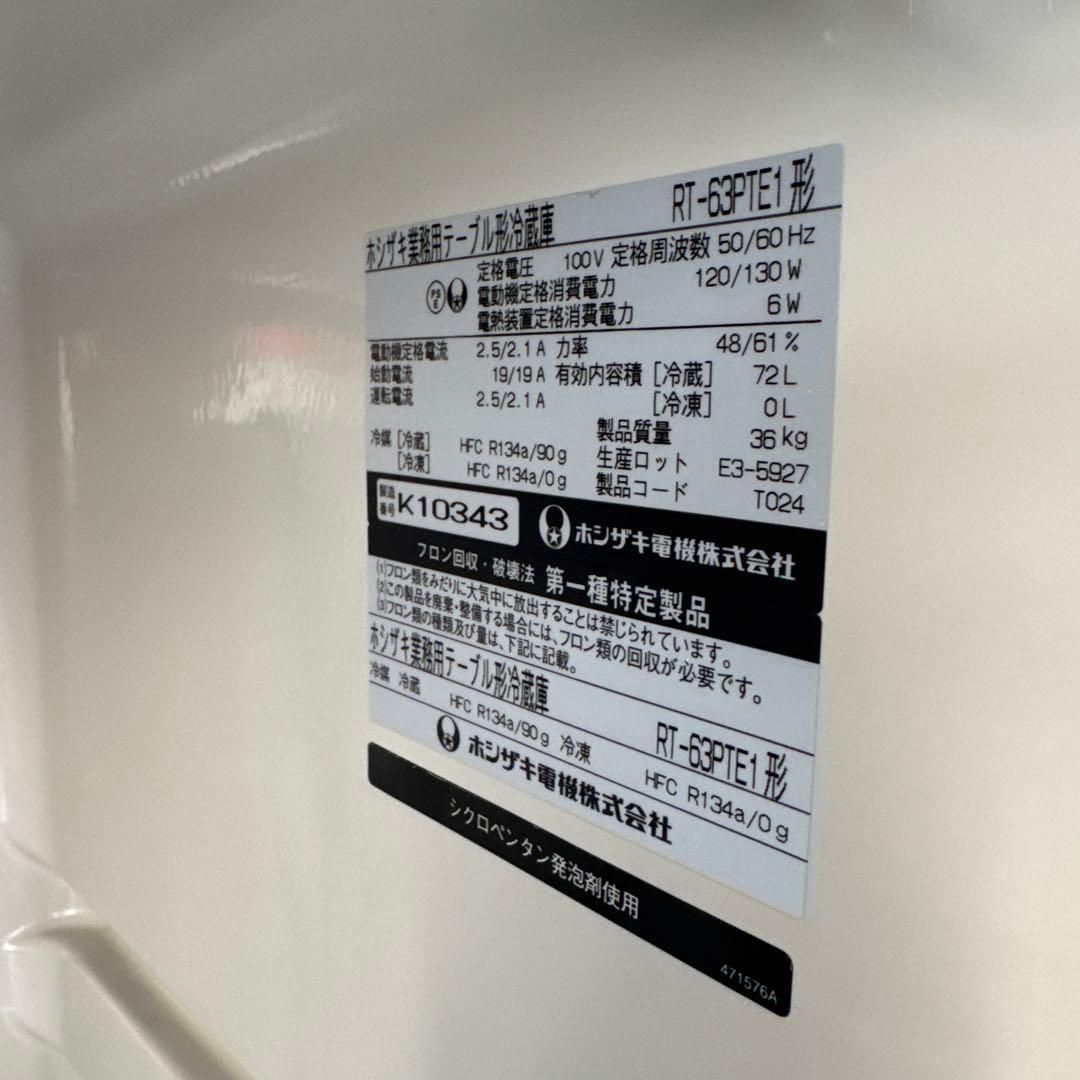 ホシザキ業務用テーブル形冷蔵庫 RT-63PTE1形
定格電圧 100V 定格周波数 50/60Hz
PS
E
電動機定格消費電力 120/130W
電熱装置定格消費電力 6W
電動機定格電流 2.5/2.1A 力率 48/61%
始動電流 19/19A 有効内容積 [冷蔵] 72L
運転電流 2.5/2.1A [冷凍] 0L
製品質量 36kg
冷媒 [冷蔵] HFC R134a/90g 生産ロット E3-5927
[冷凍] HFC R134a/0g 製品コード T024
製造番号 K10343 ホシザキ電機株式会社
フロン回収・破壊法 第一種特定製品
(1)フロン類をみだりに大気中に放出することは禁じられています。
(2)この製品を廃棄・整備する場合には、フロン類の回収が必要です。
(3)フロン類の種類及び量は、下記に記載。
ホシザキ業務用テーブル形冷蔵庫 RT-63PTE1形
冷媒 冷蔵 HFC R134a/90g 冷凍 HFC R134a/0g
ホシザキ電機株式会社
シクロペンタン発泡剤使用
471576A